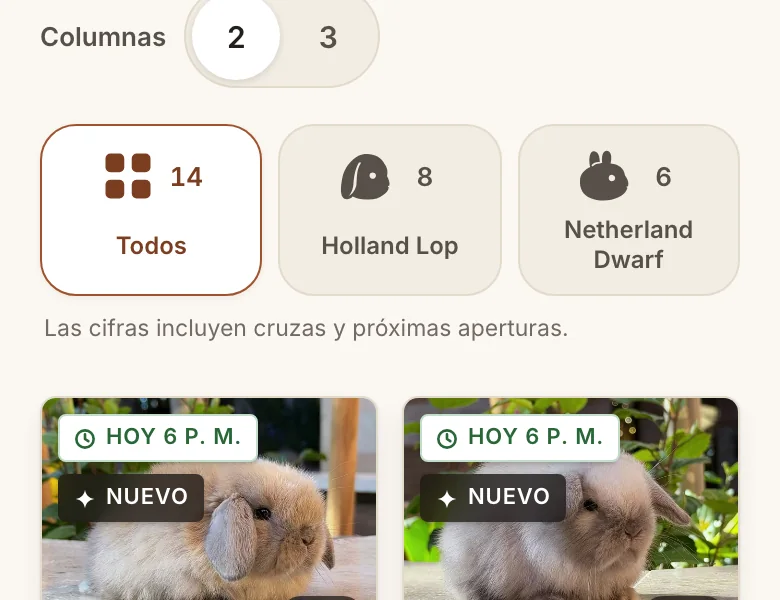 Columnas 2 3
14
Todos
8
Holland Lop
6
Netherland
Dwarf
Las cifras incluyen cruzas y próximas aperturas.
HOY 6 P. M.
NUEVO
HOY 6 P. M.
NUEVO